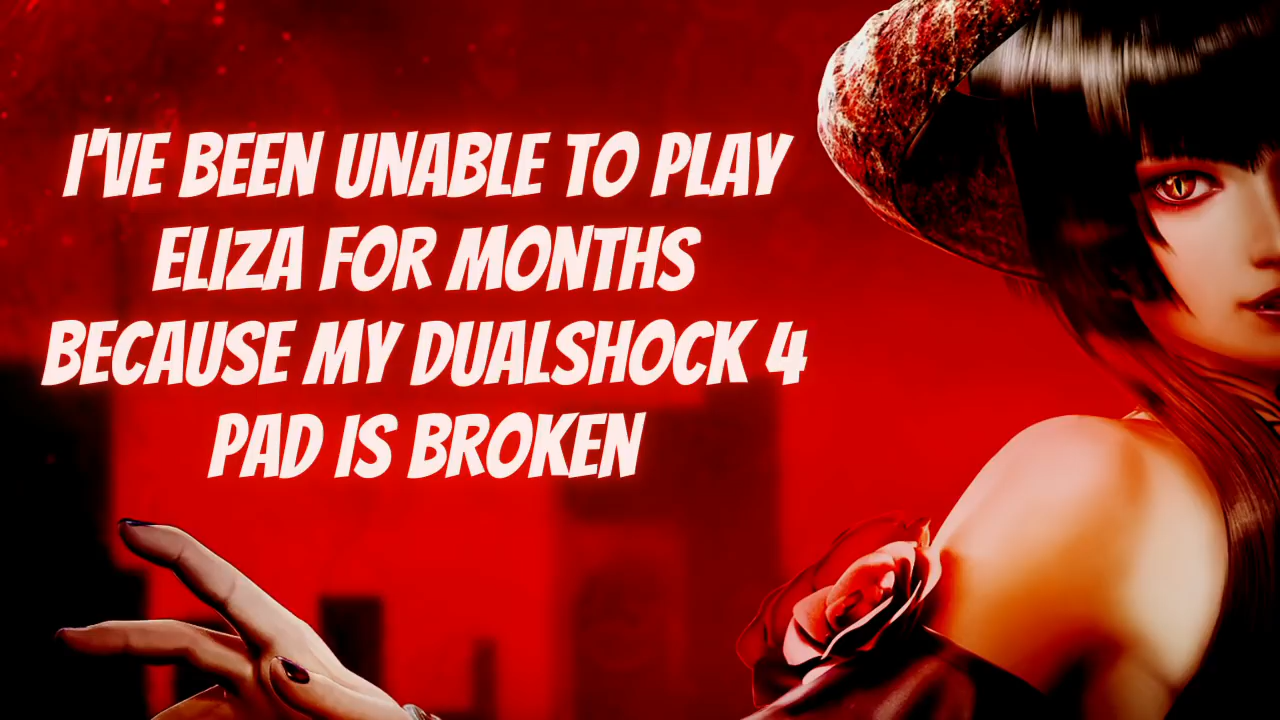 I'VE BEEN UNABLE TO PLAY
ELIZA FOR MONTHS
BECAUSE MY DUALSHOCK 4
PAD IS BROKEN